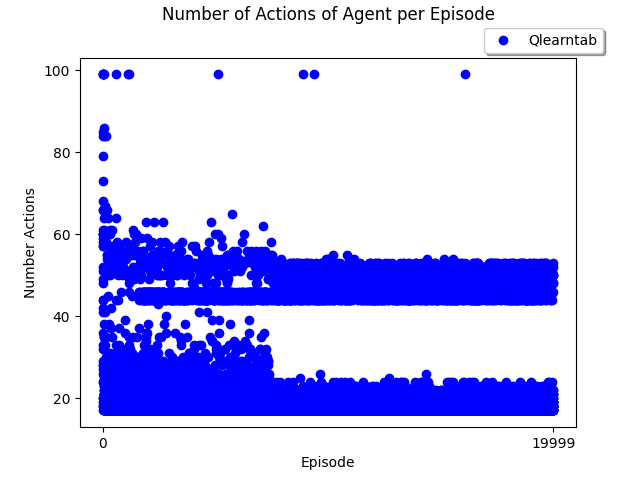 Number of Actions of Agent per Episode
Qlearntab
100
80
60
40
20
Number Actions
0
19999
Episode